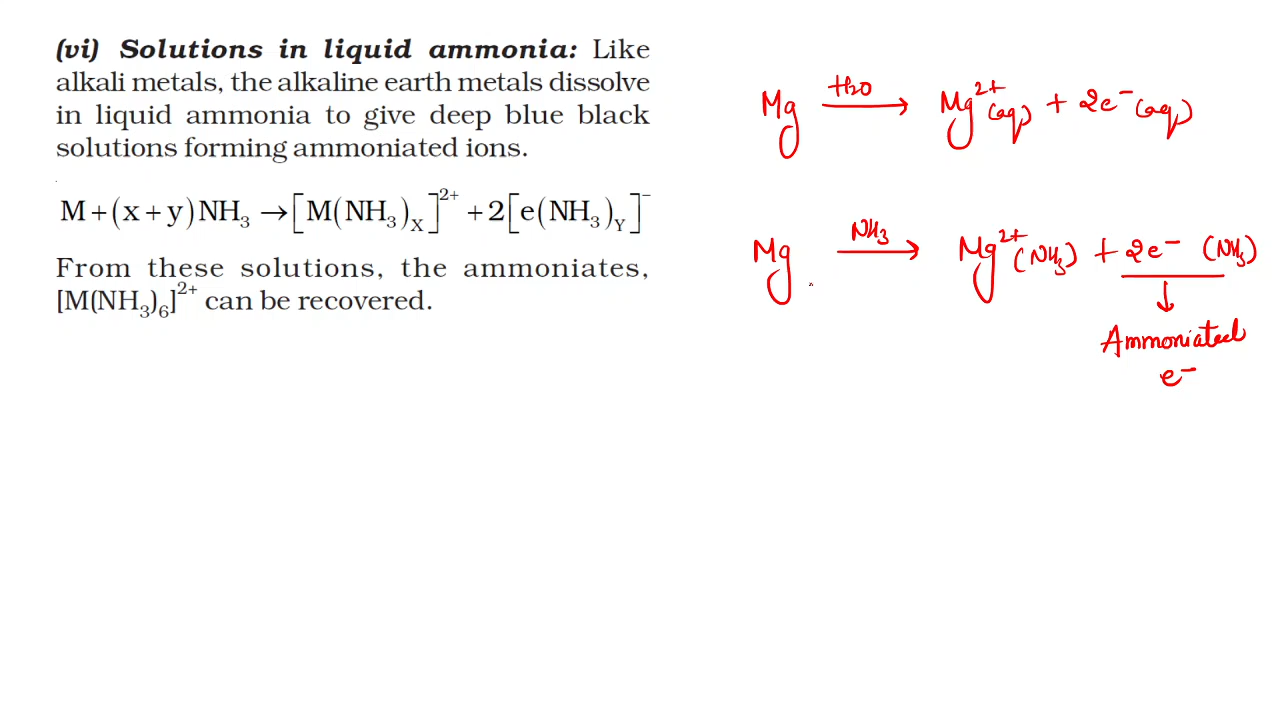 (vi) Solutions in liquid ammonia: Like
alkali metals, the alkaline earth metals dissolve
in liquid ammonia to give deep blue black
solutions forming ammoniated ions.
M + (x + y) NH₃ → [M(NH₃)ₓ]²⁺ + 2[e(NH₃)Y]⁻
From these solutions, the ammoniates,
[M(NH₃)₆]²⁺ can be recovered.
Mg —H₂O→ Mg²⁺(aq) + 2e⁻(aq)
Mg —NH₃→ Mg²⁺(NH₃) + 2e⁻ (NH₃)
↓
Ammoniated
e⁻